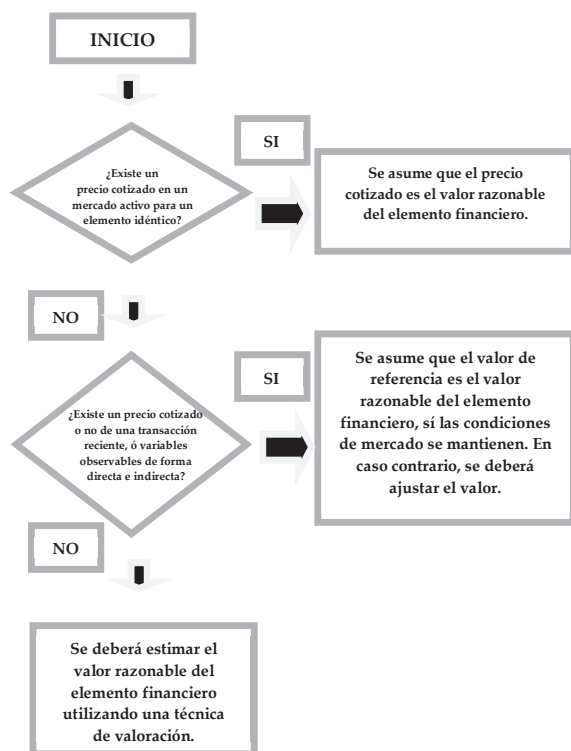 INICIO
SI
¿Existe un
precio cotizado en un
mercado activo para un
elemento idéntico?
Se asume que el precio
cotizado es el valor razonable
del elemento financiero.
NO
SI
¿Existe un precio cotizado
o no de una transacción
reciente, ó variables
observables de forma
directa e indirecta?
Se asume que el valor de
referencia es el valor
razonable del elemento
financiero, sí las condiciones
de mercado se mantienen. En
caso contrario, se deberá
ajustar el valor.
NO
Se deberá estimar el
valor razonable del
elemento financiero
utilizando una técnica
de valoración.